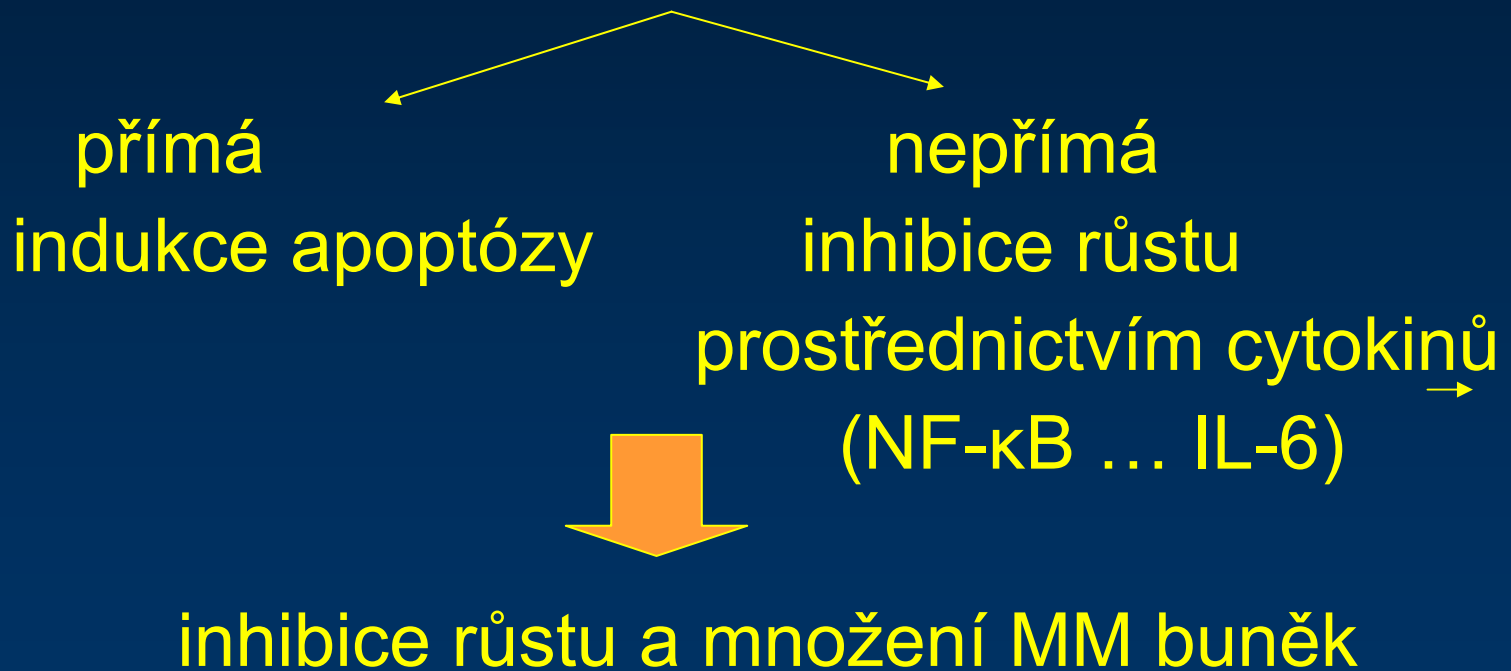 přímá nepřímá
indukce apoptózy inhibice růstu
prostřednictvím cytokinů
(NF-κB … IL-6)
inhibice růstu a množení MM buněk